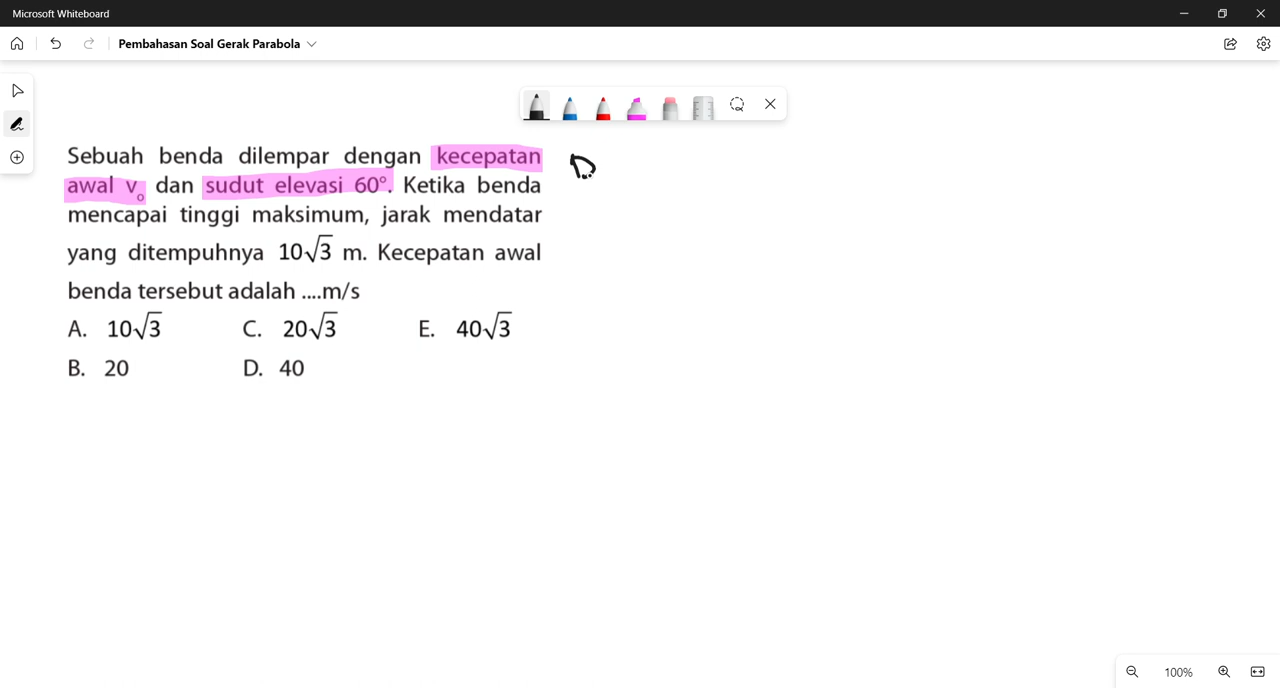 Microsoft Whiteboard
Pembahasan Soal Gerak Parabola
Sebuah benda dilempar dengan kecepatan
awal v₀ dan sudut elevasi 60°. Ketika benda
mencapai tinggi maksimum, jarak mendatar
yang ditempuhnya 10√3 m. Kecepatan awal
benda tersebut adalah ....m/s
A. 10√3 C. 20√3 E. 40√3
B. 20 D. 40
100%